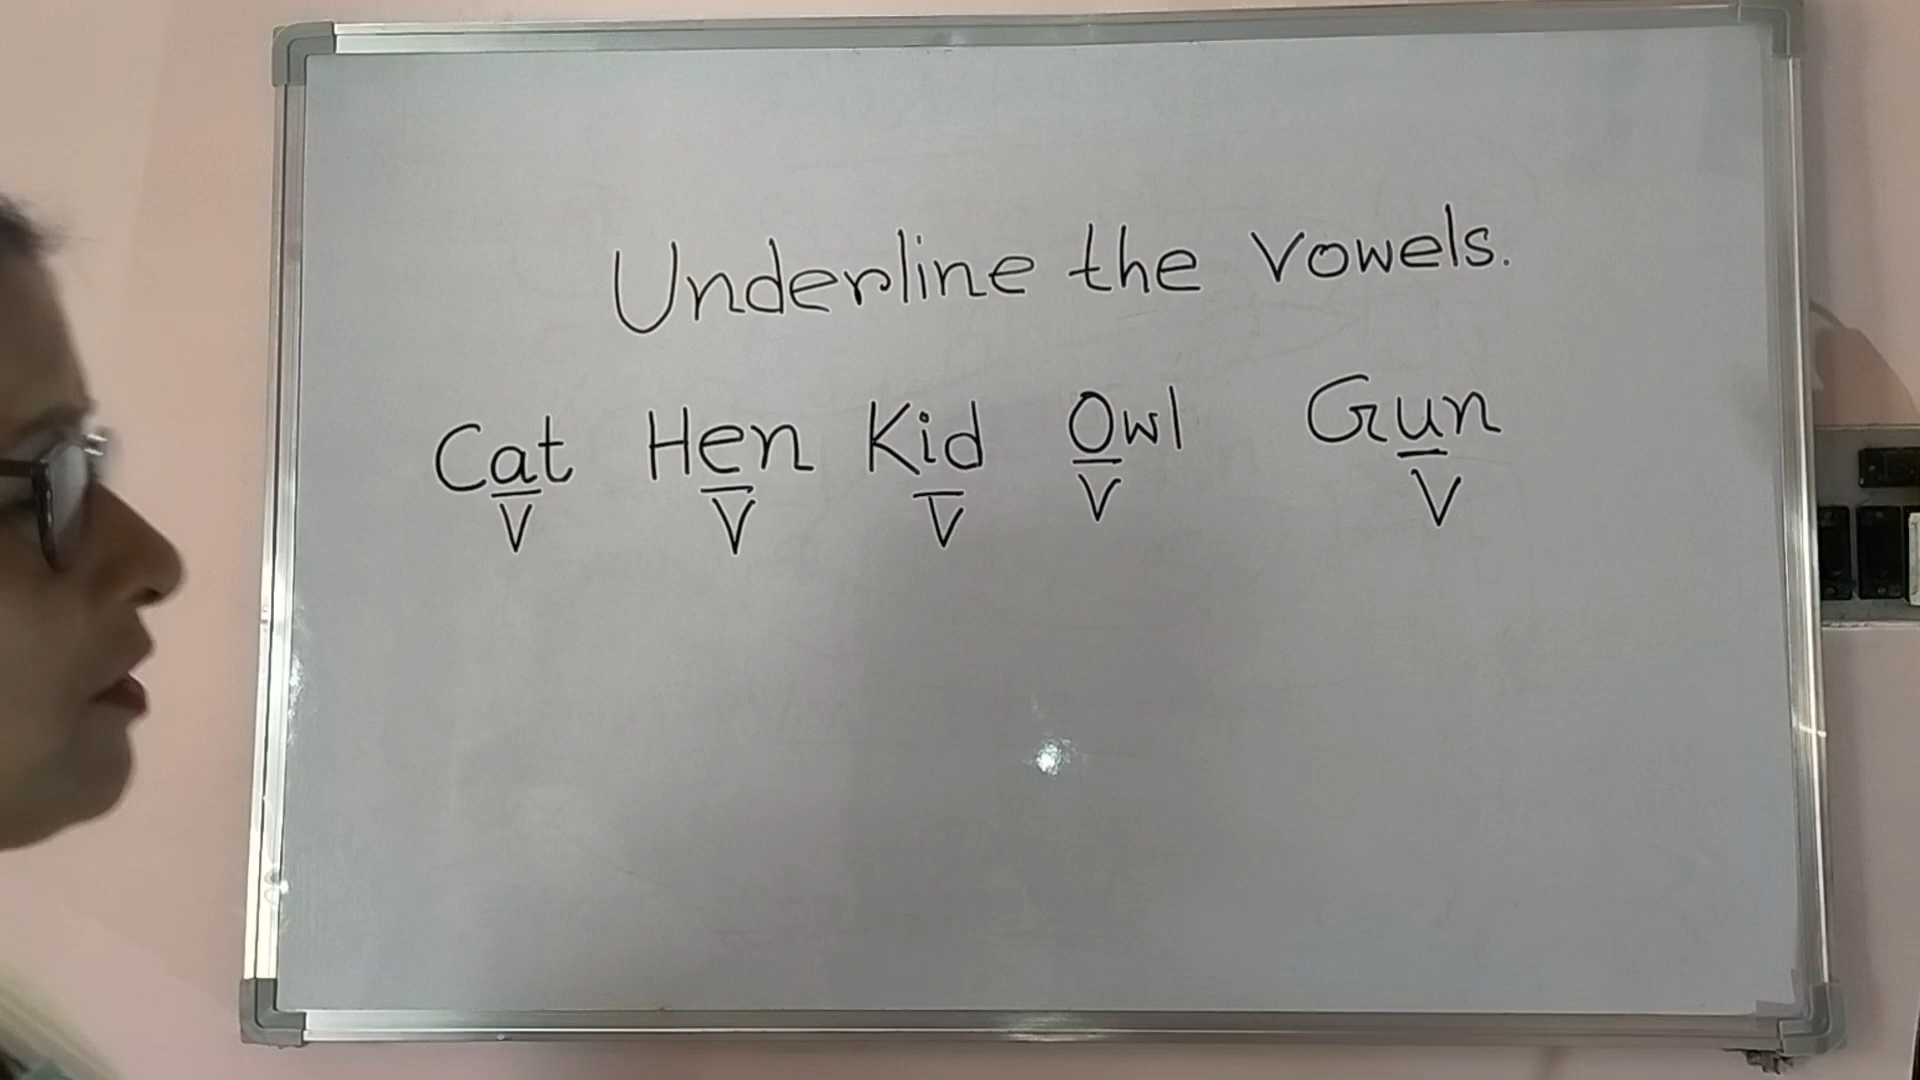 Underline the vowels.
Cat Hen Kid Owl Gun
V V V V V